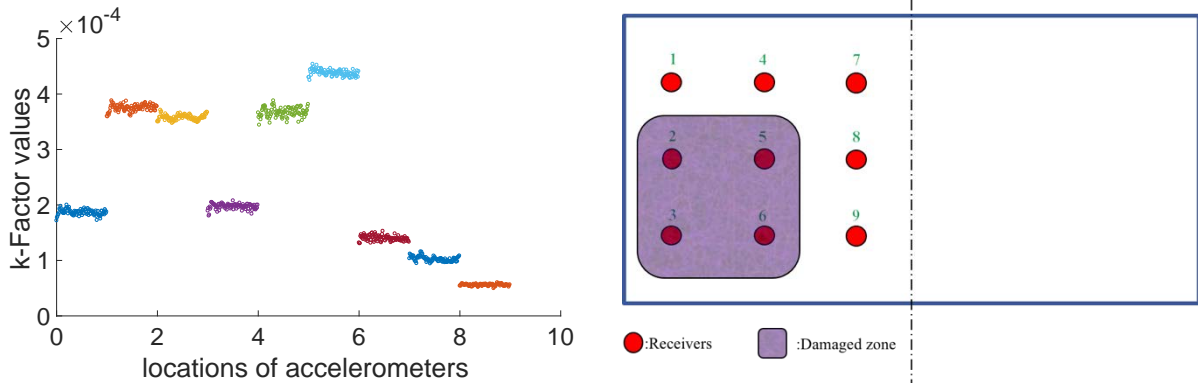 ×10⁻⁴
5
4
3
2
1
0
k-Factor values
0 2 4 6 8 10
locations of accelerometers
1 4 7
2 5 8
3 6 9
:Receivers :Damaged zone